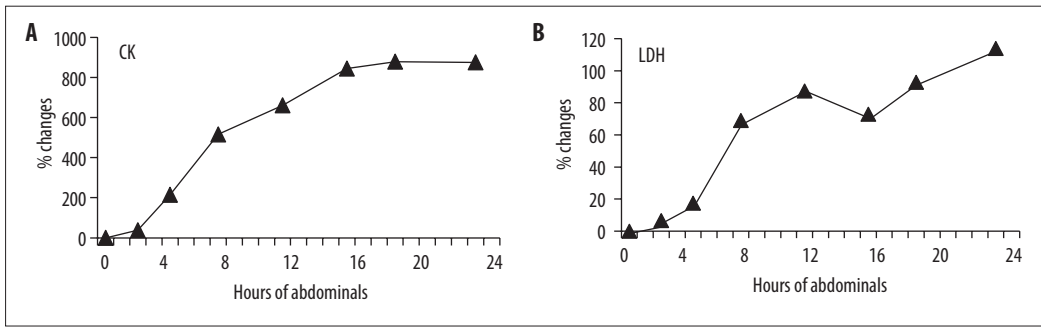 A
CK
% changes
1000
800
600
400
200
0
0 4 8 12 16 20 24
Hours of abdominals
B
LDH
% changes
120
100
80
60
40
20
0
0 4 8 12 16 20 24
Hours of abdominals